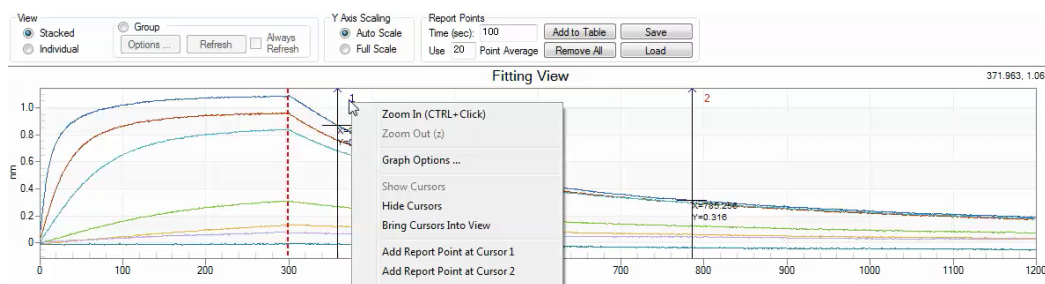 View
Stacked
Individual
Group
Options ...
Refresh
Always
Refresh
Y Axis Scaling
Auto Scale
Full Scale
Report Points
Time (sec): 100
Add to Table
Save
Use 20 Point Average
Remove All
Load
Fitting View
371.963, 1.06
nm
1.0
0.8
0.6
0.4
0.2
0
1
X=
Y=
2
X=785.256
Y=0.316
Zoom In (CTRL+Click)
Zoom Out (z)
Graph Options ...
Show Cursors
Hide Cursors
Bring Cursors Into View
Add Report Point at Cursor 1
Add Report Point at Cursor 2
0 100 200 300 700 800 900 1000 1100 1200